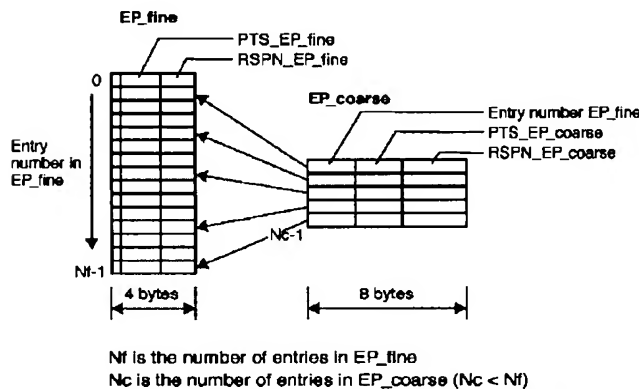 EP_fine
PTS_EP_fine
RSPN_EP_fine
0
EP_coarse
Entry number EP_fine
PTS_EP_coarse
RSPN_EP_coarse
Entry
number in
EP_fine
Nc-1
Nf-1
4 bytes
8 bytes
Nf is the number of entries in EP_fine
Nc is the number of entries in EP_coarse (Nc < Nf)